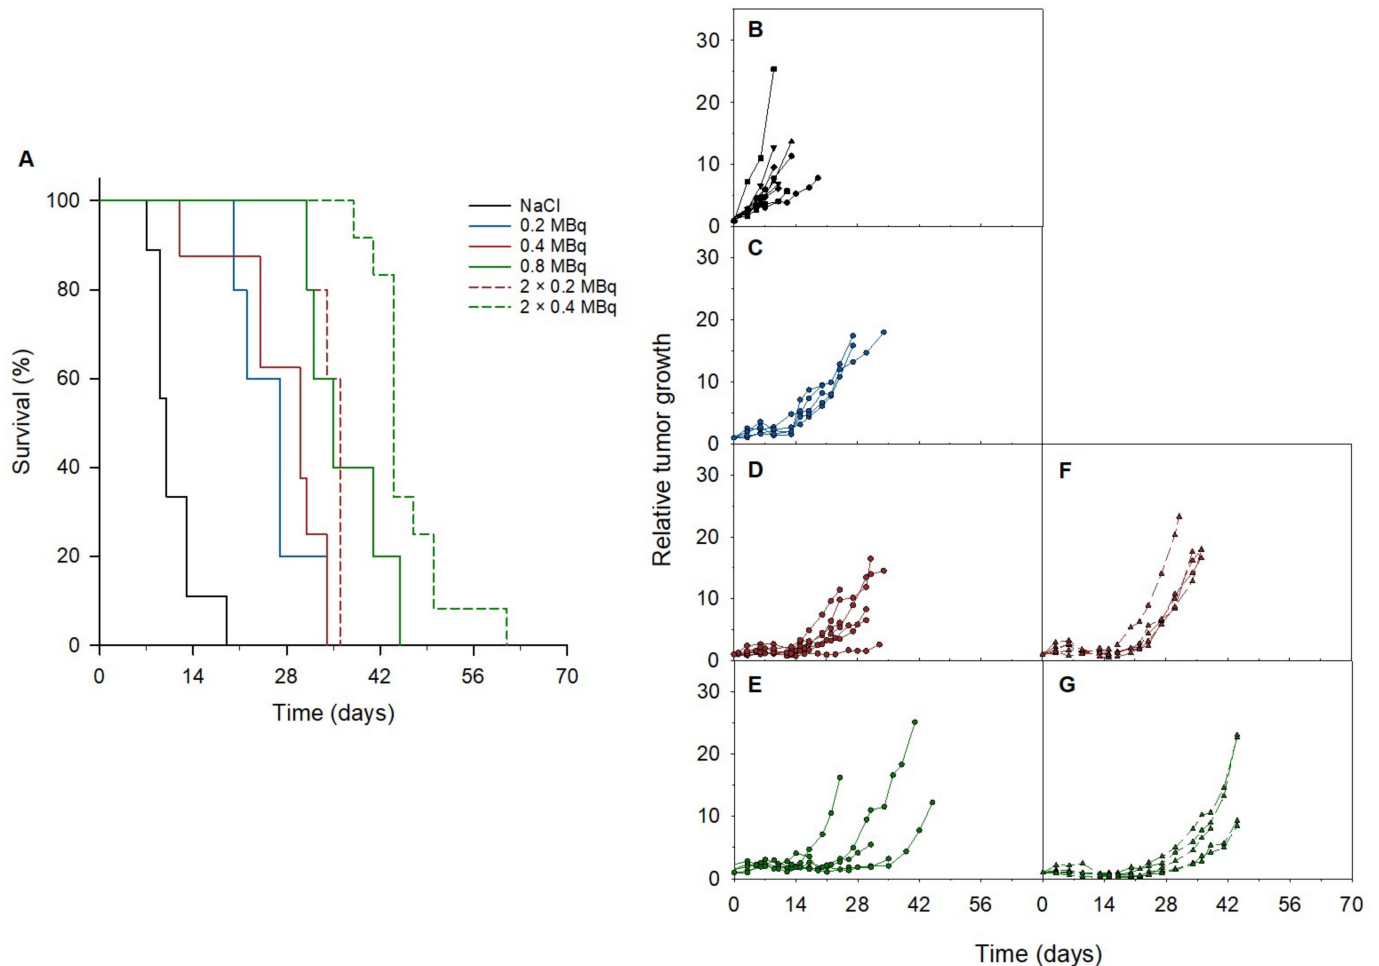 A
100
80
60
40
20
0
Survival (%)
0 14 28 42 56 70
Time (days)
NaCl
0.2 MBq
0.4 MBq
0.8 MBq
2 × 0.2 MBq
2 × 0.4 MBq
Relative tumor growth
B
30
20
10
0
C
30
20
10
0
D
30
20
10
0
F
E
30
20
10
0
G
0 14 28 42 56 0 14 28 42 56 70
Time (days)